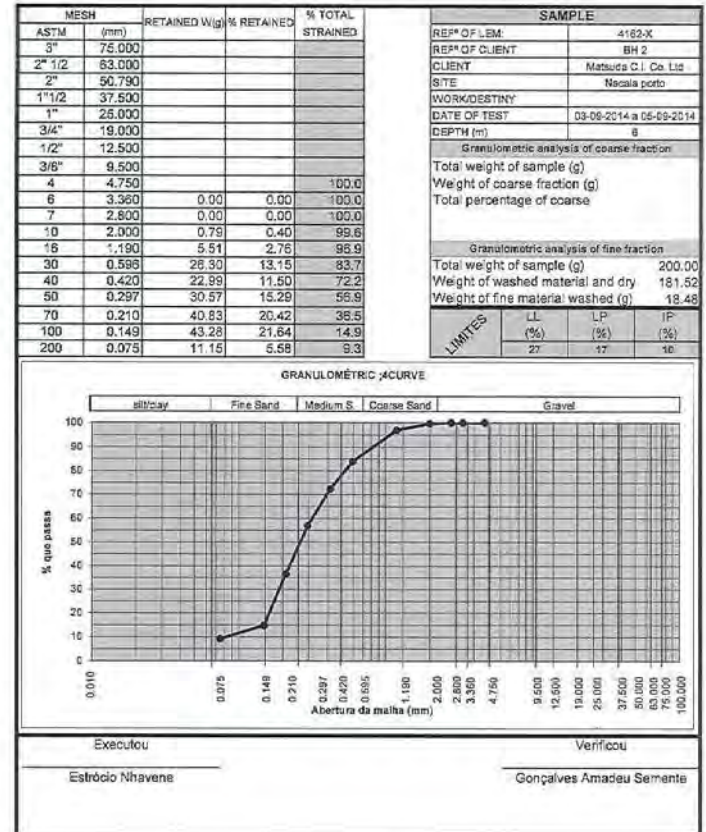 MESH RETAINED W(g) % RETAINED % TOTAL STRAINED
ASTM (mm)
3" 75.000
2" 1/2 63.000
2" 50.790
1"1/2 37.500
1" 25.000
3/4" 19.000
1/2" 12.500
3/6" 9.500
4 4.750 100.0
6 3.360 0.00 0.00 100.0
7 2.800 0.00 0.00 100.0
10 2.000 0.79 0.40 99.6
16 1.190 5.51 2.76 96.9
30 0.596 26.30 13.15 83.7
40 0.420 22.99 11.50 72.2
50 0.297 30.57 15.29 56.9
70 0.210 40.83 20.42 36.5
100 0.149 43.28 21.64 14.9
200 0.075 11.15 5.58 9.3
SAMPLE
REFª OF LEM: 4162-X
REFª OF CLIENT BH 2
CLIENT Matsuda C.I. Co. Ltd
SITE Nacala porto
WORK/DESTINY
DATE OF TEST 03-09-2014 a 05-09-2014
DEPTH (m) 6
Granulometric analysis of coarse fraction
Total weight of sample (g)
Weight of coarse fraction (g)
Total percentage of coarse
Granulometric analysis of fine fraction
Total weight of sample (g) 200.00
Weight of washed material and dry 181.52
Weight of fine material washed (g) 18.48
LIMITES LL LP IP
(%) (%) (%)
27 17 10
GRANULOMÉTRIC ;4CURVE
silt/clay Fine Sand Medium S. Coarse Sand Gravel
% que passa
100
90
80
70
60
50
40
30
20
10
0
0.010 0.075 0.149 0.210 0.297 0.420 0.595 1.190 2.000 2.800 3.360 4.750 9.500 12.500 19.000 25.000 37.500 50.000 63.000 75.000 100.000
Abertura da malha (mm)
Executou Verificou
Estrócio Nhavene Gonçalves Amadeu Semente